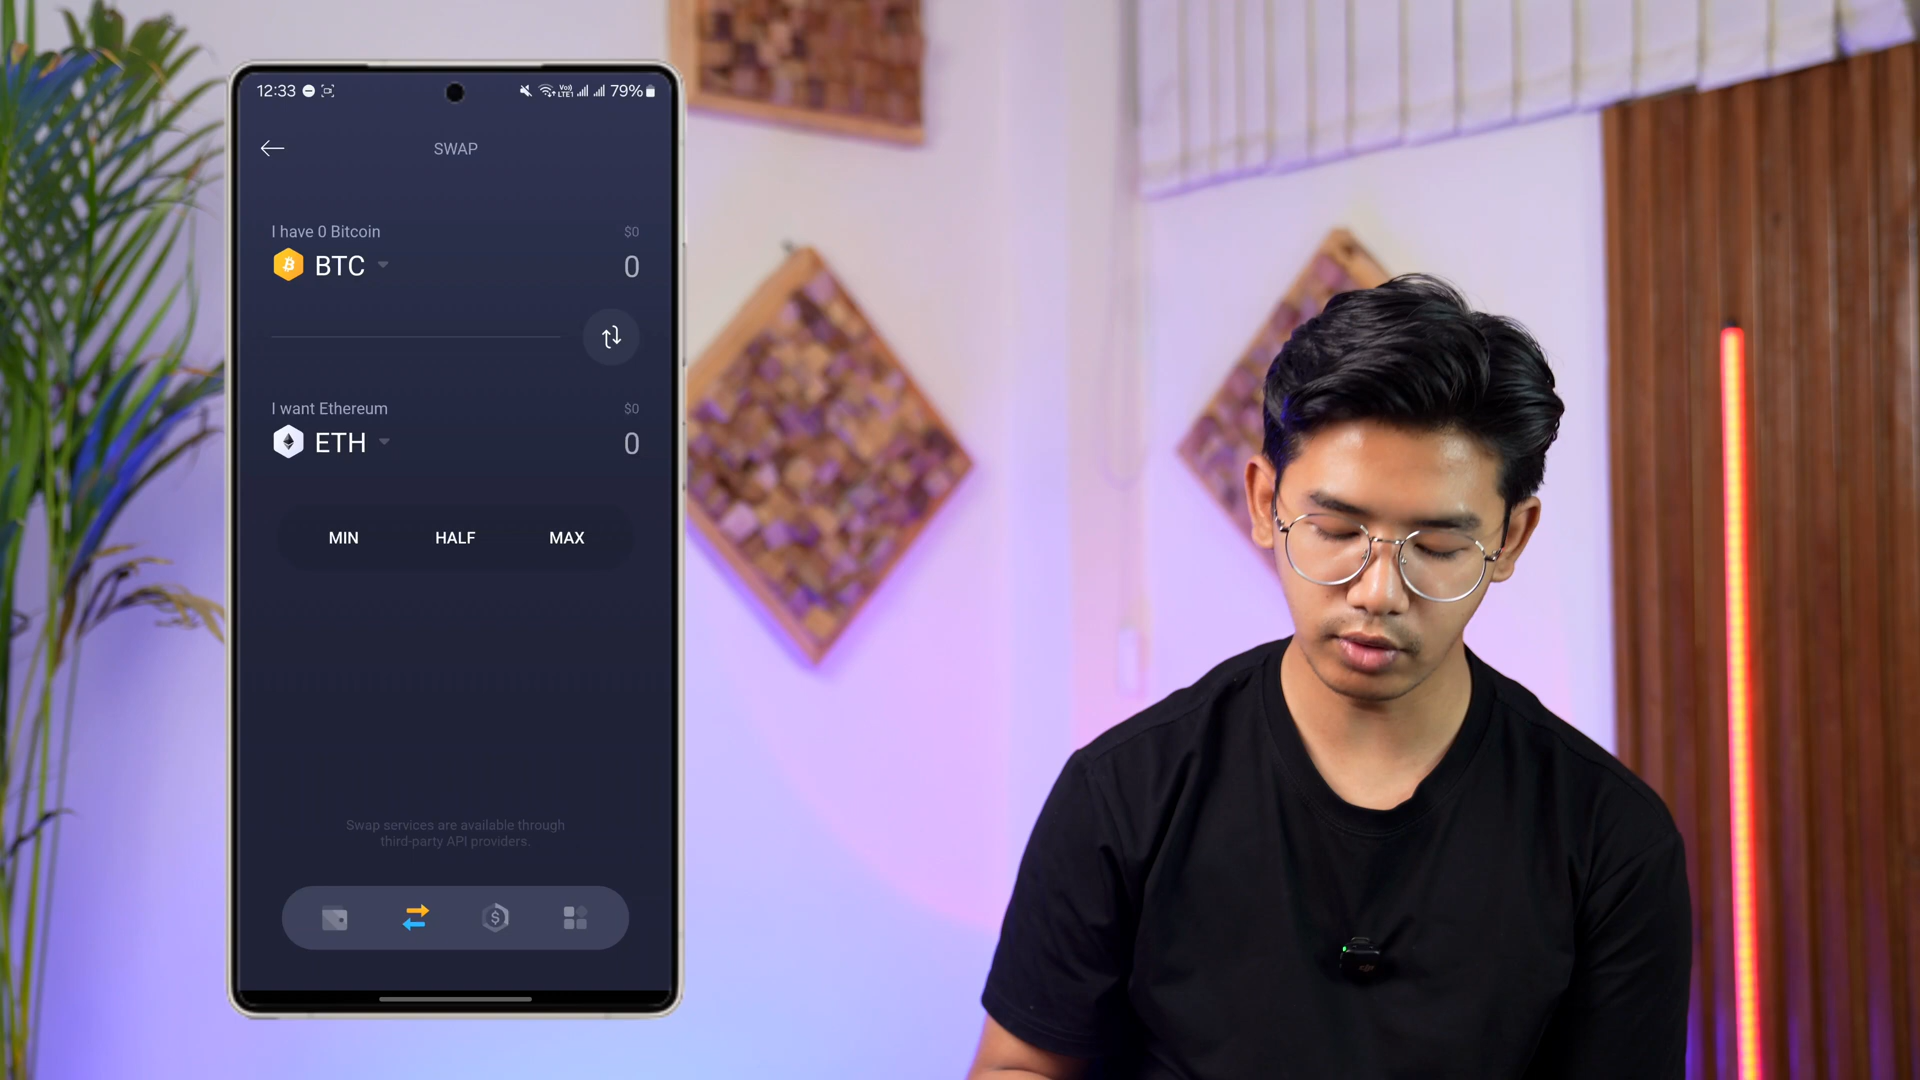 12:33 79%
SWAP
I have 0 Bitcoin $0
BTC 0
I want Ethereum $0
ETH 0
MIN HALF MAX
Swap services are available through
third-party API providers.